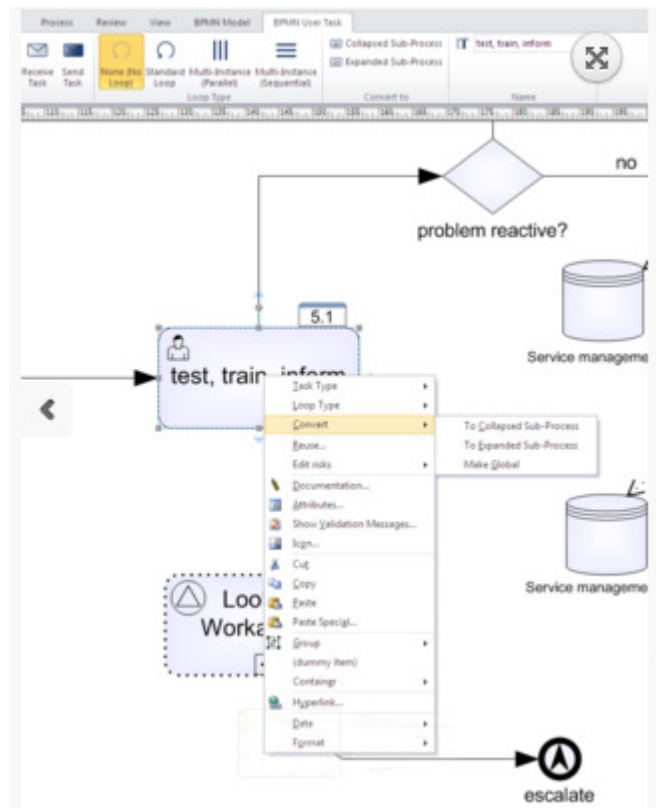 Process Review View BPMN Model BPMN User Task
Receive Task
Send Task
None (No Loop)
Standard Loop
Multi-Instance (Parallel)
Multi-Instance (Sequential)
Loop Type
Collapsed Sub-Process
Expanded Sub-Process
Convert to
test, train, inform
Name
no
problem reactive?
5.1
Service manageme
test, train, inform
Task Type
Loop Type
Convert
To Collapsed Sub-Process
To Expanded Sub-Process
Make Global
Reuse...
Edit risks
Documentation...
Attributes...
Show Validation Messages...
Icon...
Cut
Copy
Paste
Paste Special...
Group
(dummy item)
Container
Hyperlink...
Date
Format
Loo
Worka
Service manageme
escalate